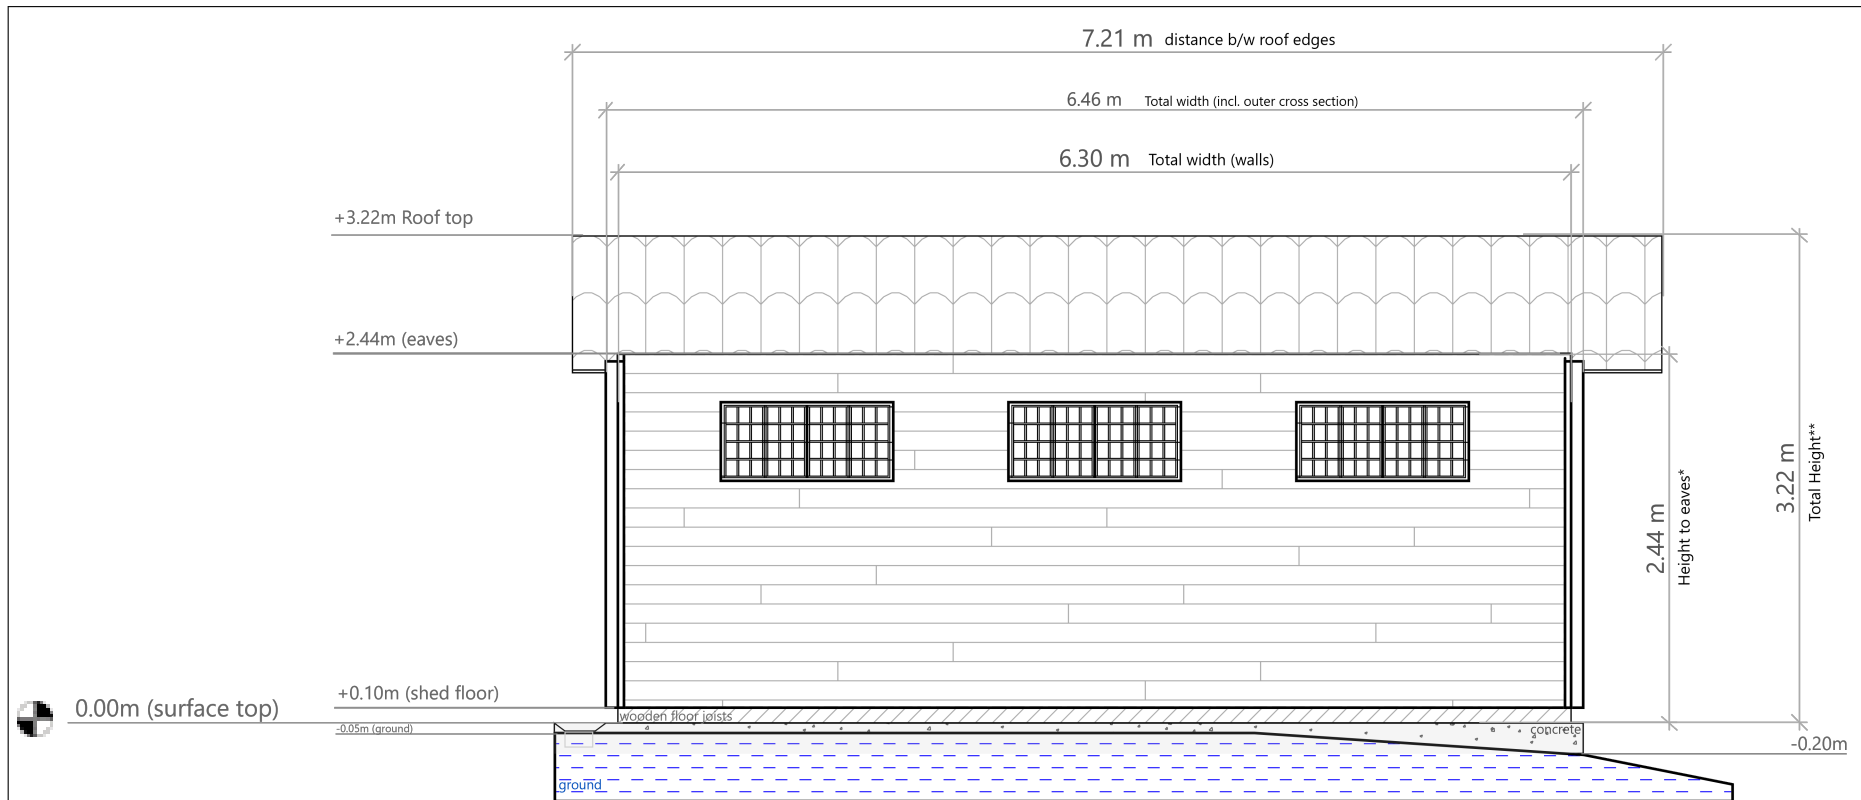 7.21 m distance b/w roof edges
6.46 m Total width (incl. outer cross section)
6.30 m Total width (walls)
+3.22m Roof top
+2.44m (eaves)
2.44 m
Height to eaves*
3.22 m
Total Height**
+0.10m (shed floor)
0.00m (surface top)
wooden floor joists
-0.05m (ground)
concrete
-0.20m
ground